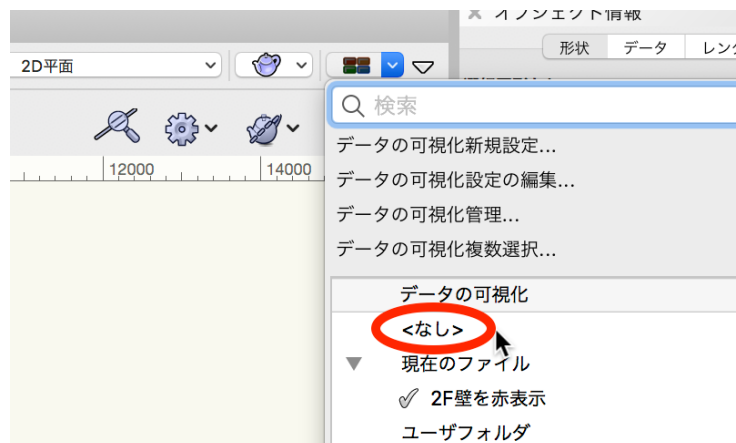 オブジェクト情報
2D平面
形状 データ レン
12000 14000
検索
データの可視化新規設定...
データの可視化設定の編集...
データの可視化管理...
データの可視化複数選択...
データの可視化
<なし>
現在のファイル
2F壁を赤表示
ユーザフォルダ